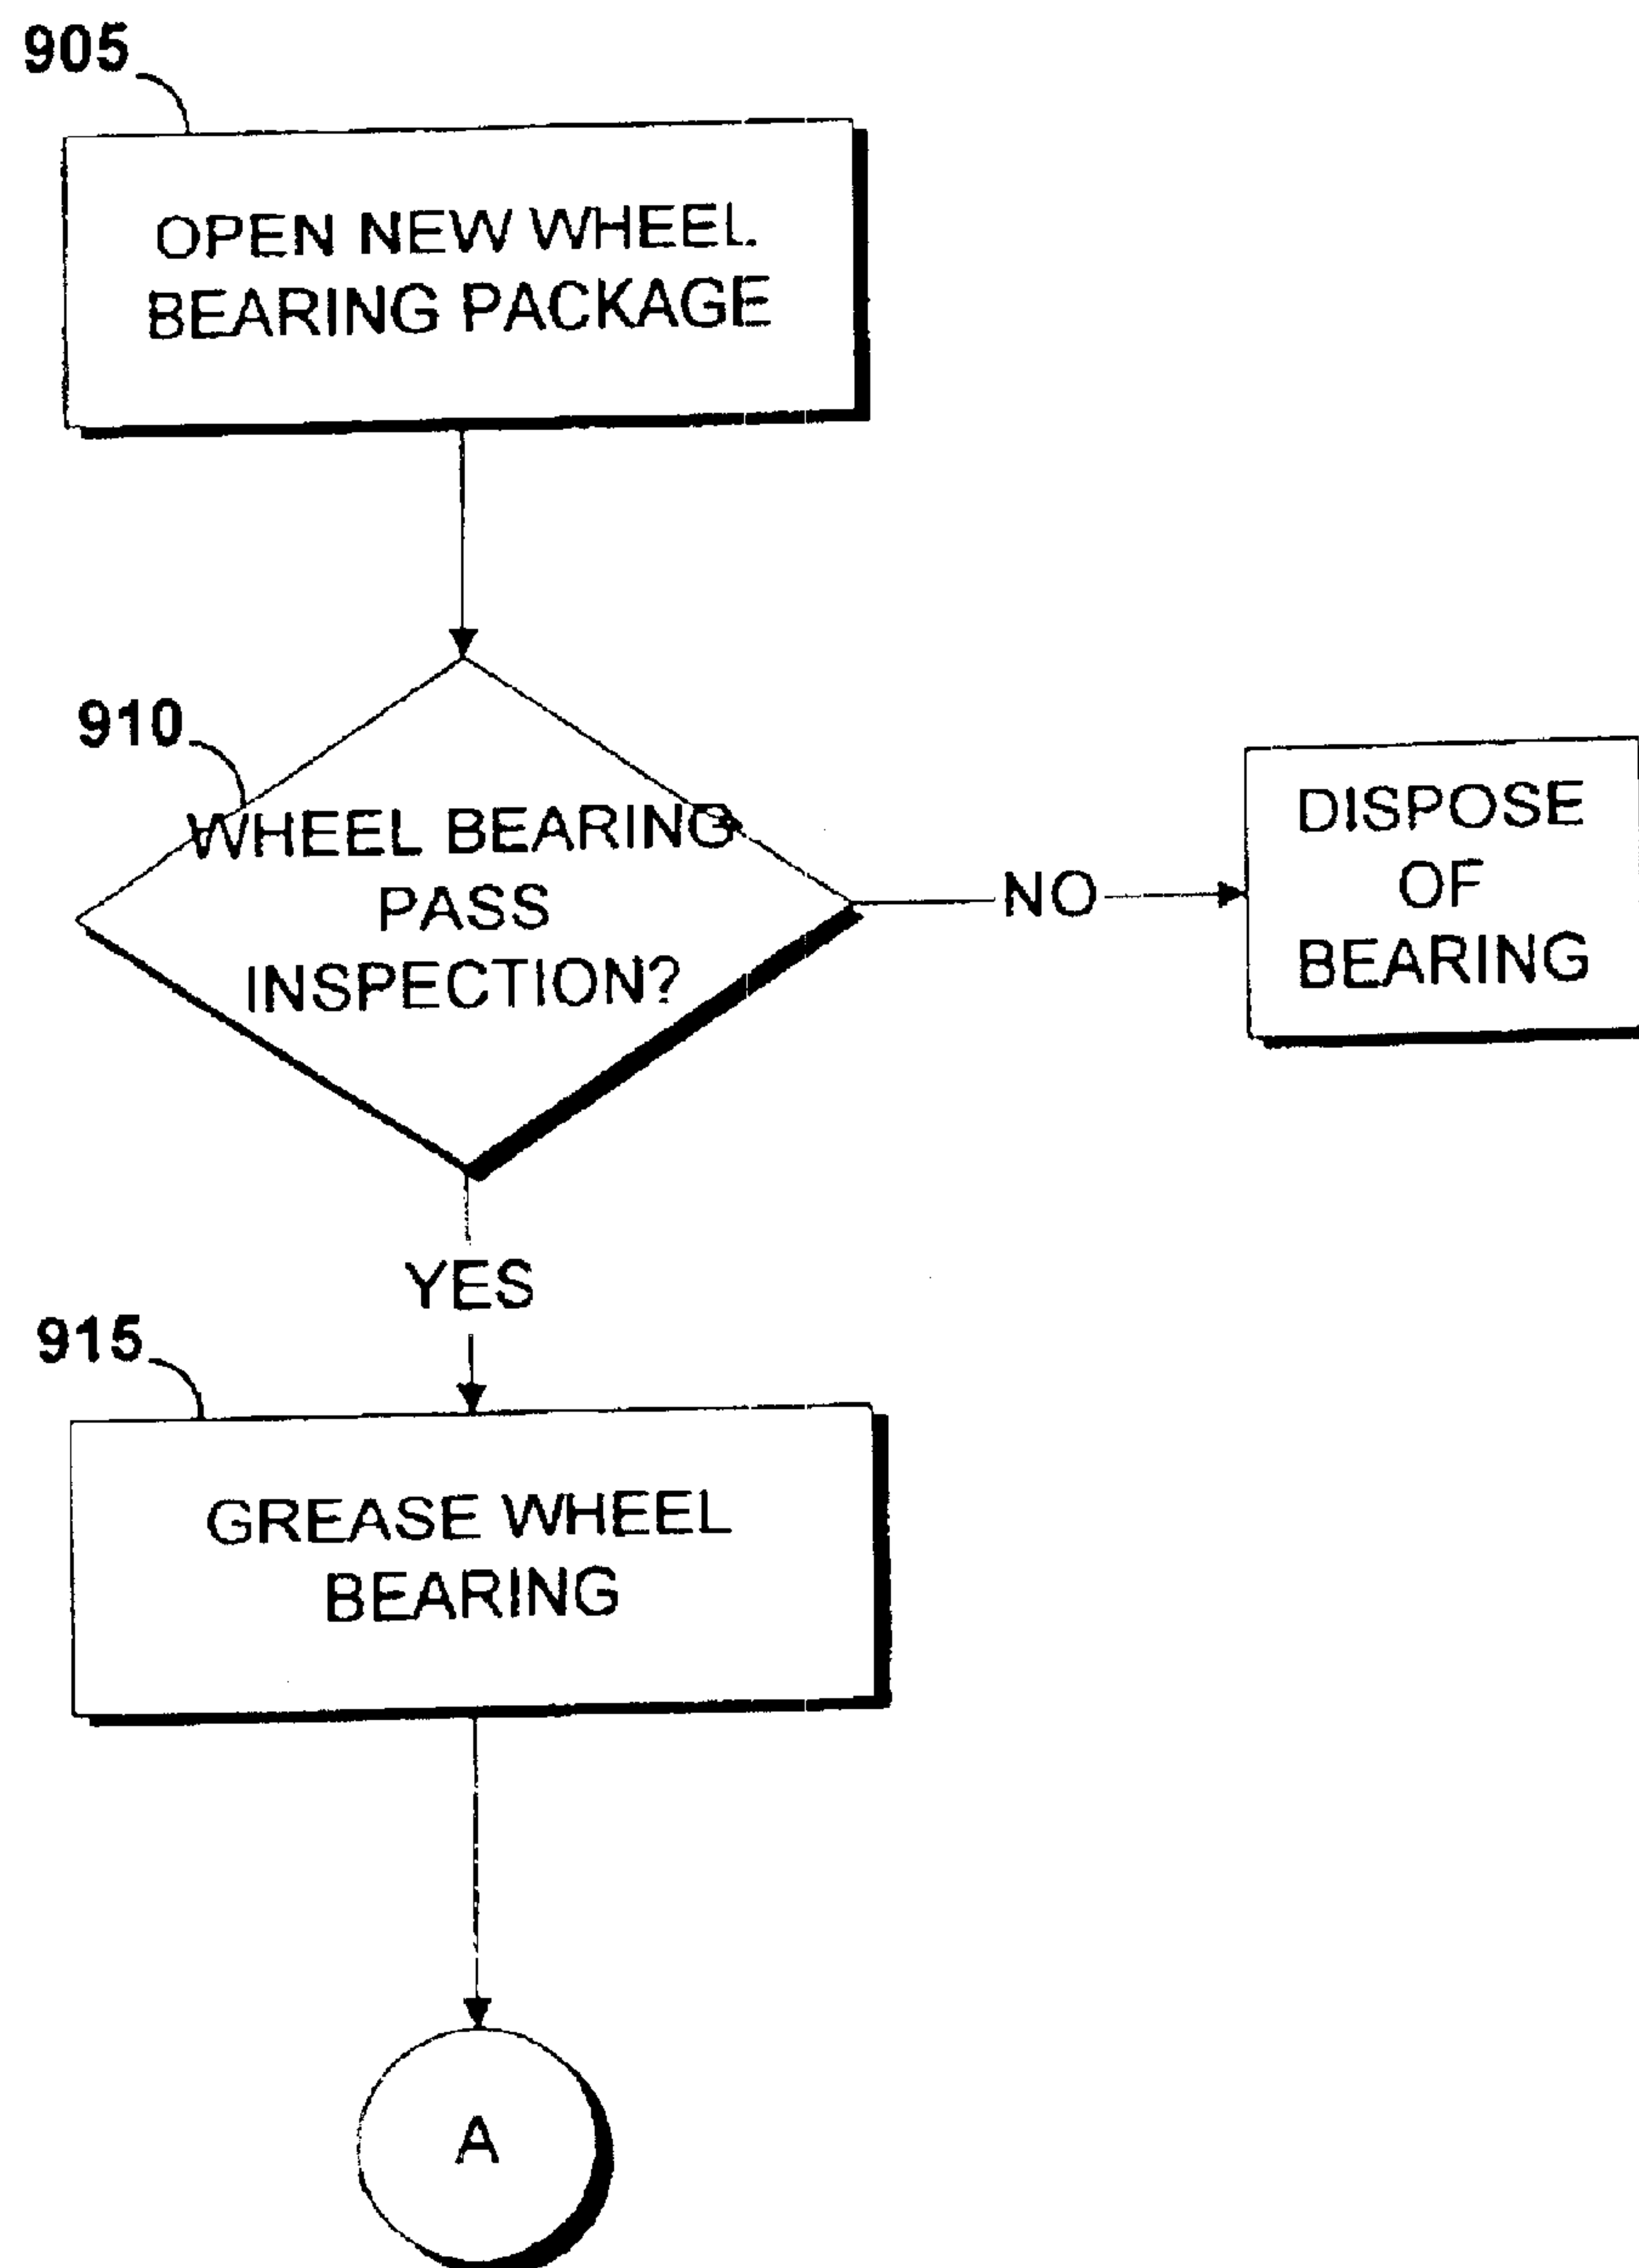 905
OPEN NEW WHEEL
BEARING PACKAGE
910
WHEEL BEARING
PASS
INSPECTION?
NO
DISPOSE
OF
BEARING
YES
915
GREASE WHEEL
BEARING
A